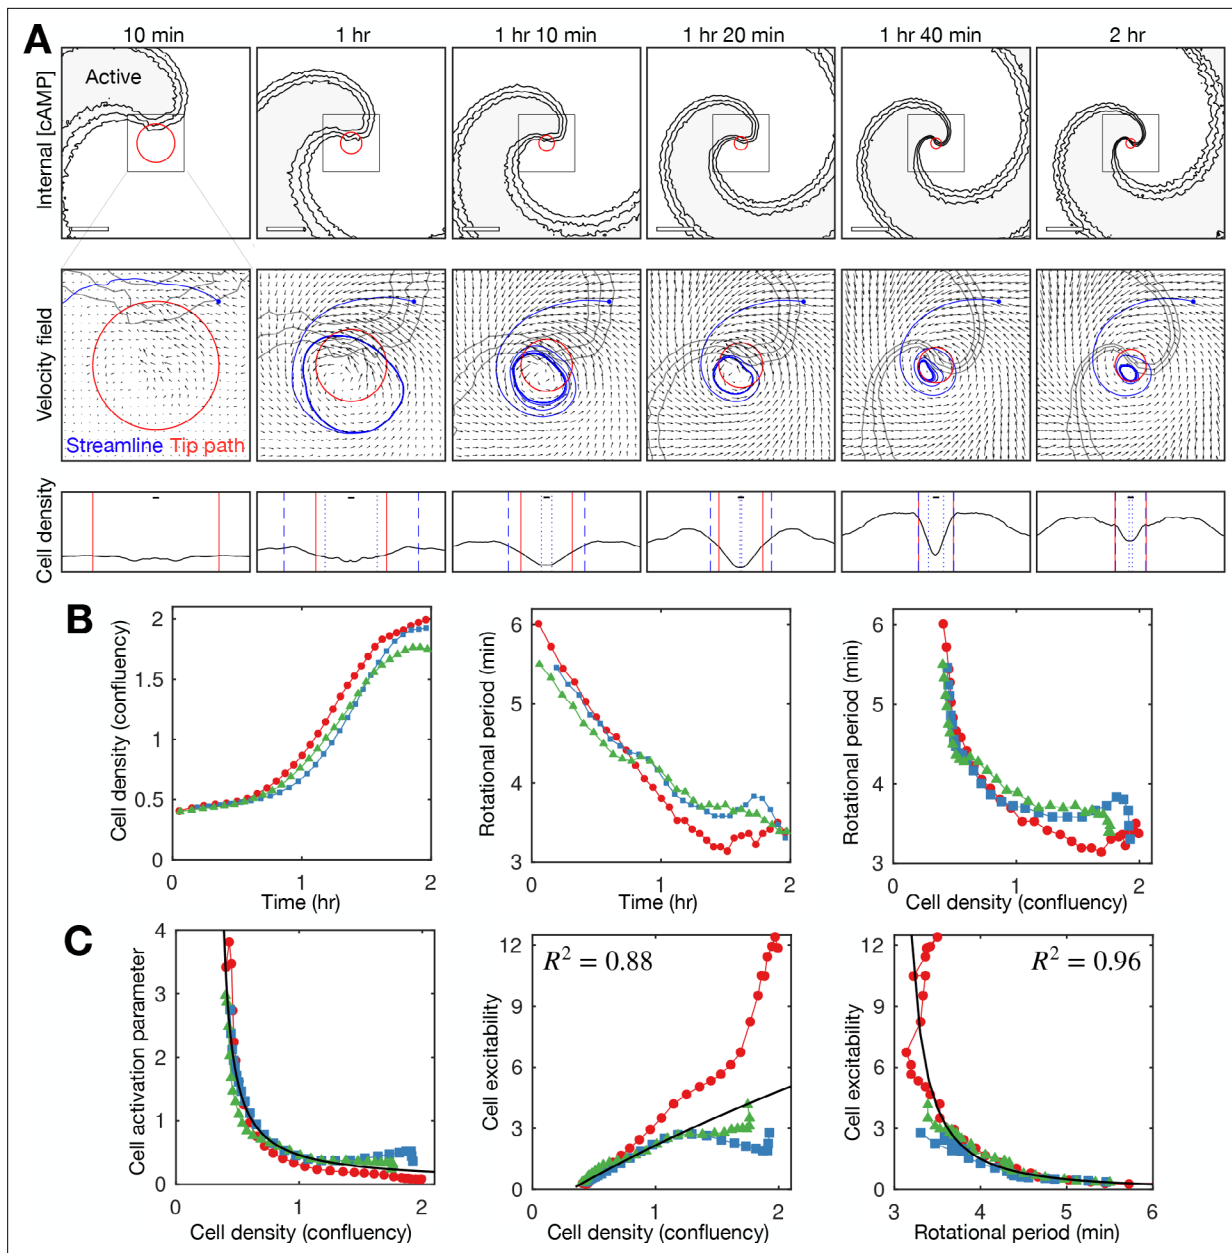 A
10 min
1 hr
1 hr 10 min
1 hr 20 min
1 hr 40 min
2 hr
Internal [cAMP]
Active
Velocity field
Streamline Tip path
Cell density
B
Cell density (confluency)
2
1.5
1
0.5
0
0
1
2
Time (hr)
Rotational period (min)
6
5
4
3
0
1
2
Time (hr)
Rotational period (min)
6
5
4
3
0
1
2
Cell density (confluency)
C
Cell activation parameter
4
3
2
1
0
0
1
2
Cell density (confluency)
Cell excitability
12
9
6
3
0
R² = 0.88
0
1
2
Cell density (confluency)
Cell excitability
12
9
6
3
0
R² = 0.96
3
4
5
6
Rotational period (min)